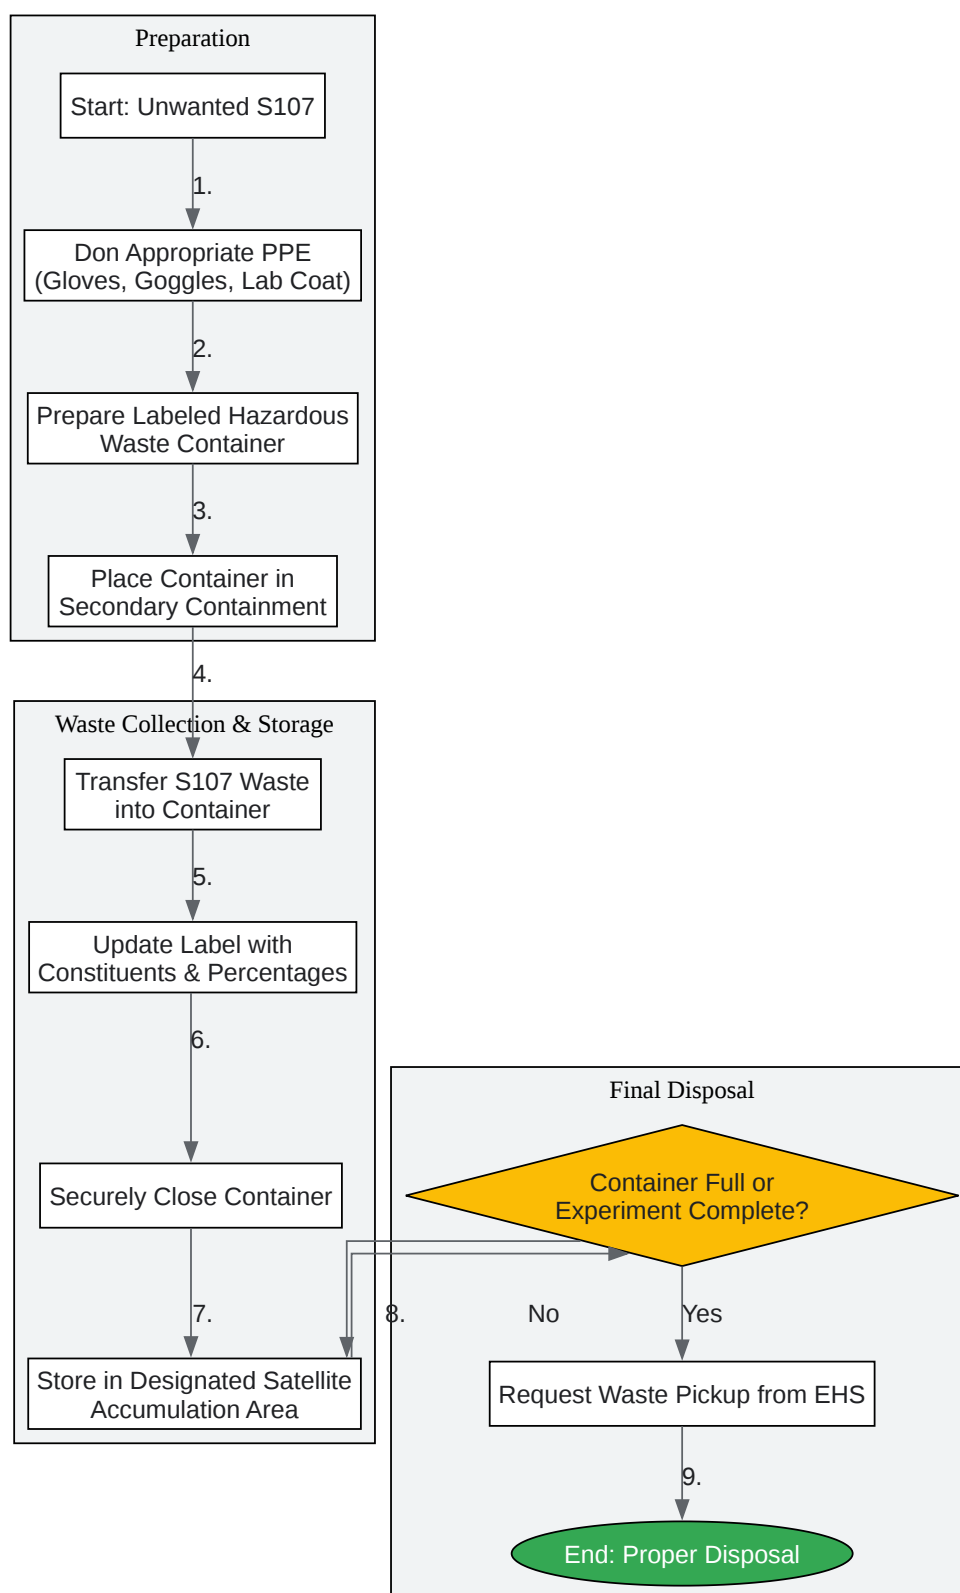 Preparation
Start: Unwanted S107
1.
Don Appropriate PPE
(Gloves, Goggles, Lab Coat)
2.
Prepare Labeled Hazardous
Waste Container
3.
Place Container in
Secondary Containment
4.
Waste Collection & Storage
Transfer S107 Waste
into Container
5.
Update Label with
Constituents & Percentages
6.
Securely Close Container
7.
Store in Designated Satellite
Accumulation Area
8.
Final Disposal
Container Full or
Experiment Complete?
No
Yes
Request Waste Pickup from EHS
9.
End: Proper Disposal